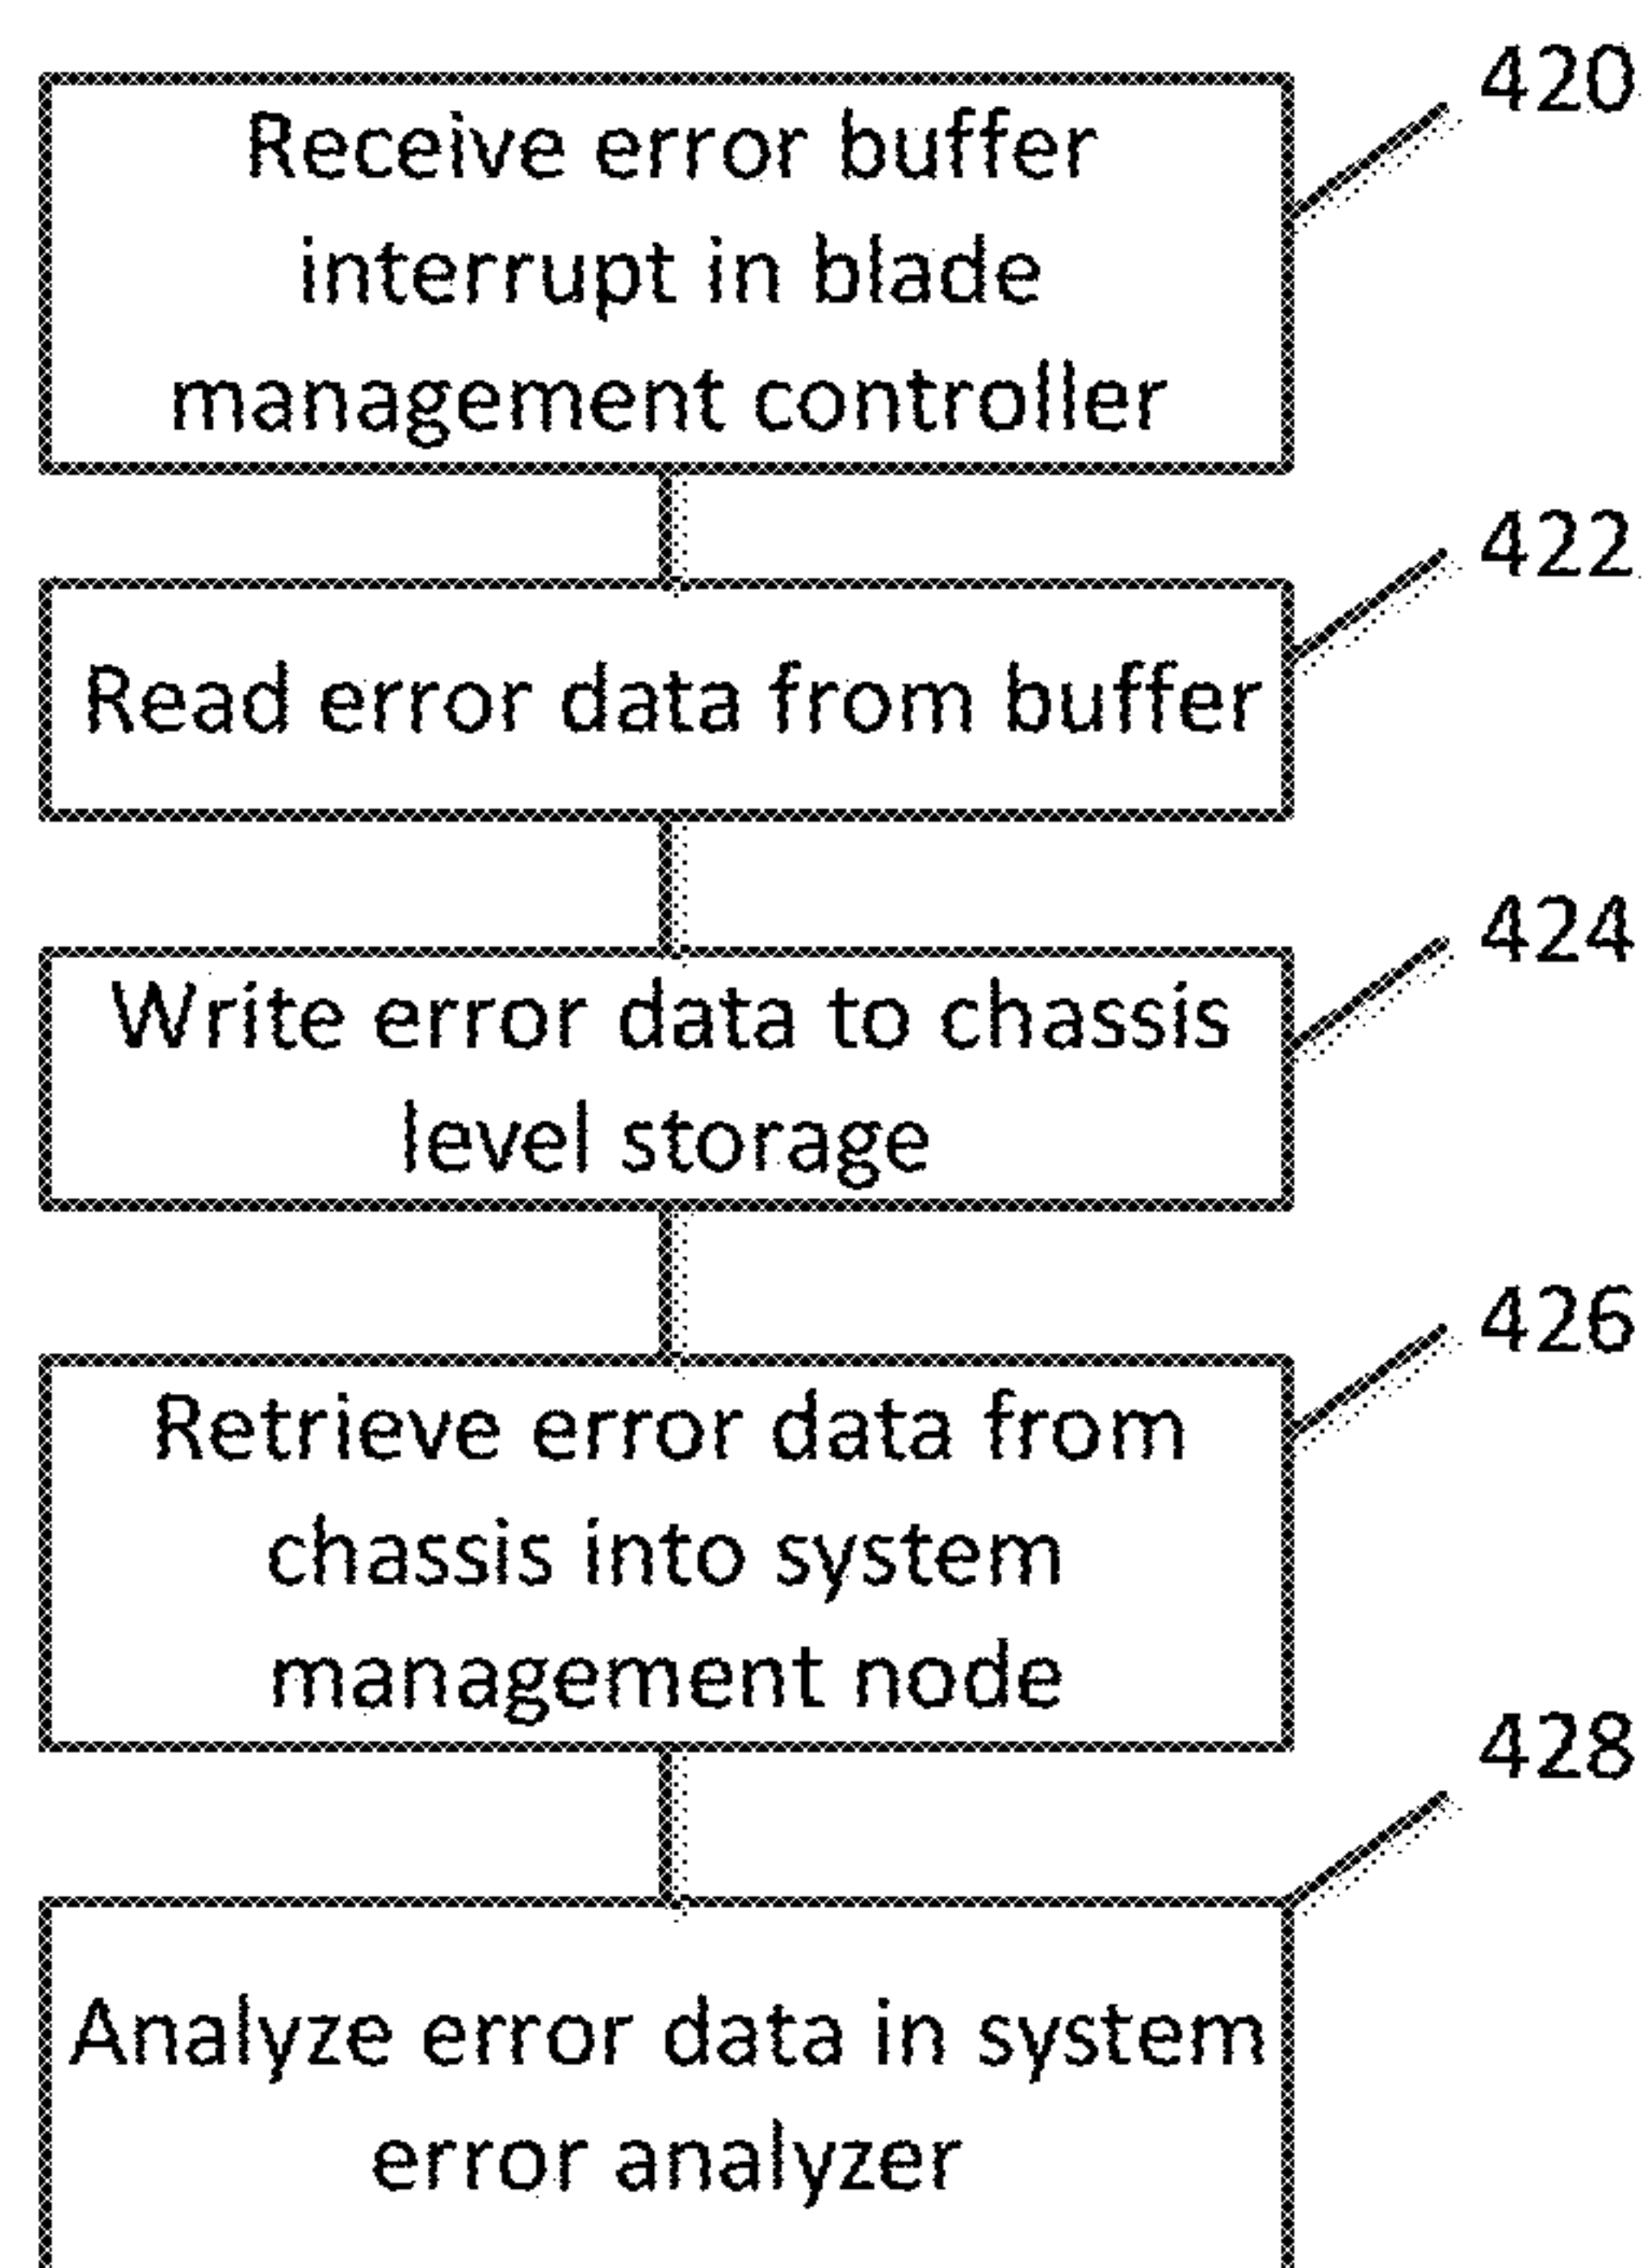 420
Receive error buffer
interrupt in blade
management controller
422
Read error data from buffer
424
Write error data to chassis
level storage
426
Retrieve error data from
chassis into system
management node
428
Analyze error data in system
error analyzer